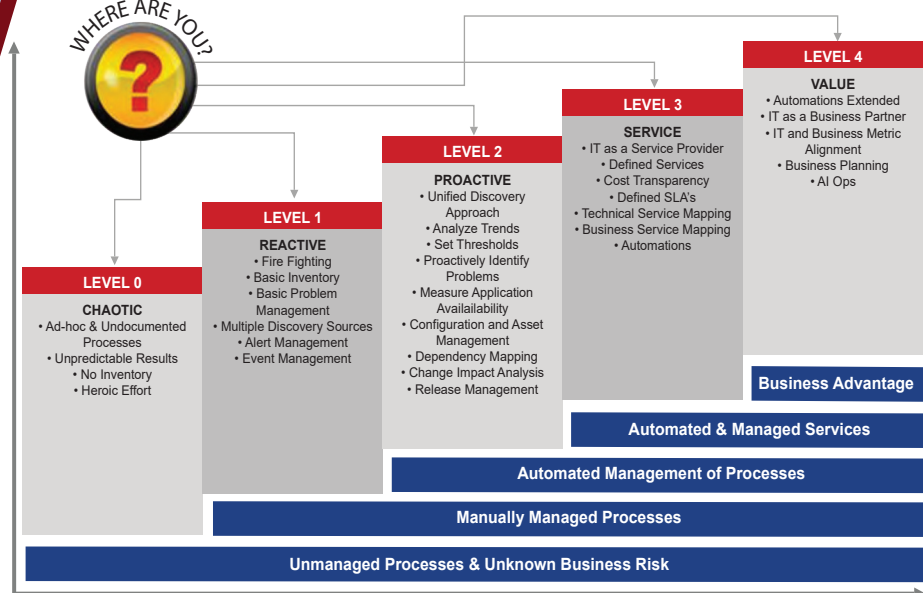 WHERE ARE YOU?
?
LEVEL 0
CHAOTIC
• Ad-hoc & Undocumented
Processes
• Unpredictable Results
• No Inventory
• Heroic Effort
LEVEL 1
REACTIVE
• Fire Fighting
• Basic Inventory
• Basic Problem
Management
• Multiple Discovery Sources
• Alert Management
• Event Management
LEVEL 2
PROACTIVE
• Unified Discovery
Approach
• Analyze Trends
• Set Thresholds
• Proactively Identify
Problems
• Measure Application
Availailability
• Configuration and Asset
Management
• Dependency Mapping
• Change Impact Analysis
• Release Management
LEVEL 3
SERVICE
• IT as a Service Provider
• Defined Services
• Cost Transparency
• Defined SLA's
• Technical Service Mapping
• Business Service Mapping
• Automations
LEVEL 4
VALUE
• Automations Extended
• IT as a Business Partner
• IT and Business Metric
Alignment
• Business Planning
• AI Ops
Business Advantage
Automated & Managed Services
Automated Management of Processes
Manually Managed Processes
Unmanaged Processes & Unknown Business Risk